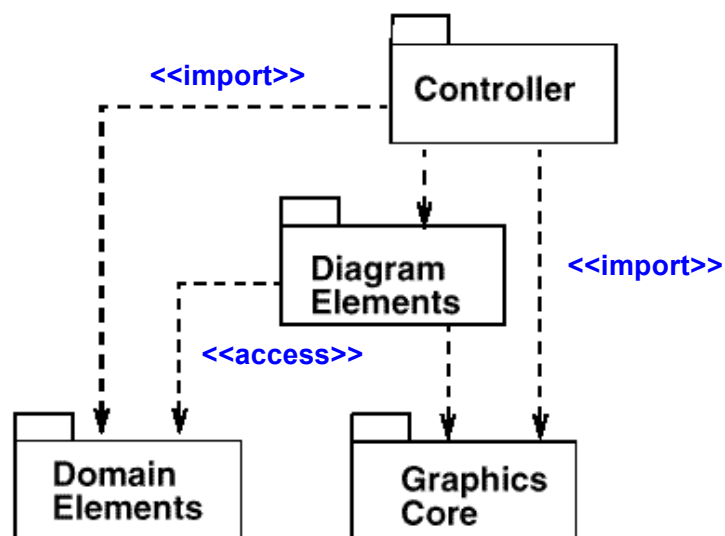 <<import>>
Controller
Diagram
Elements
<<import>>
<<access>>
Domain
Elements
Graphics
Core